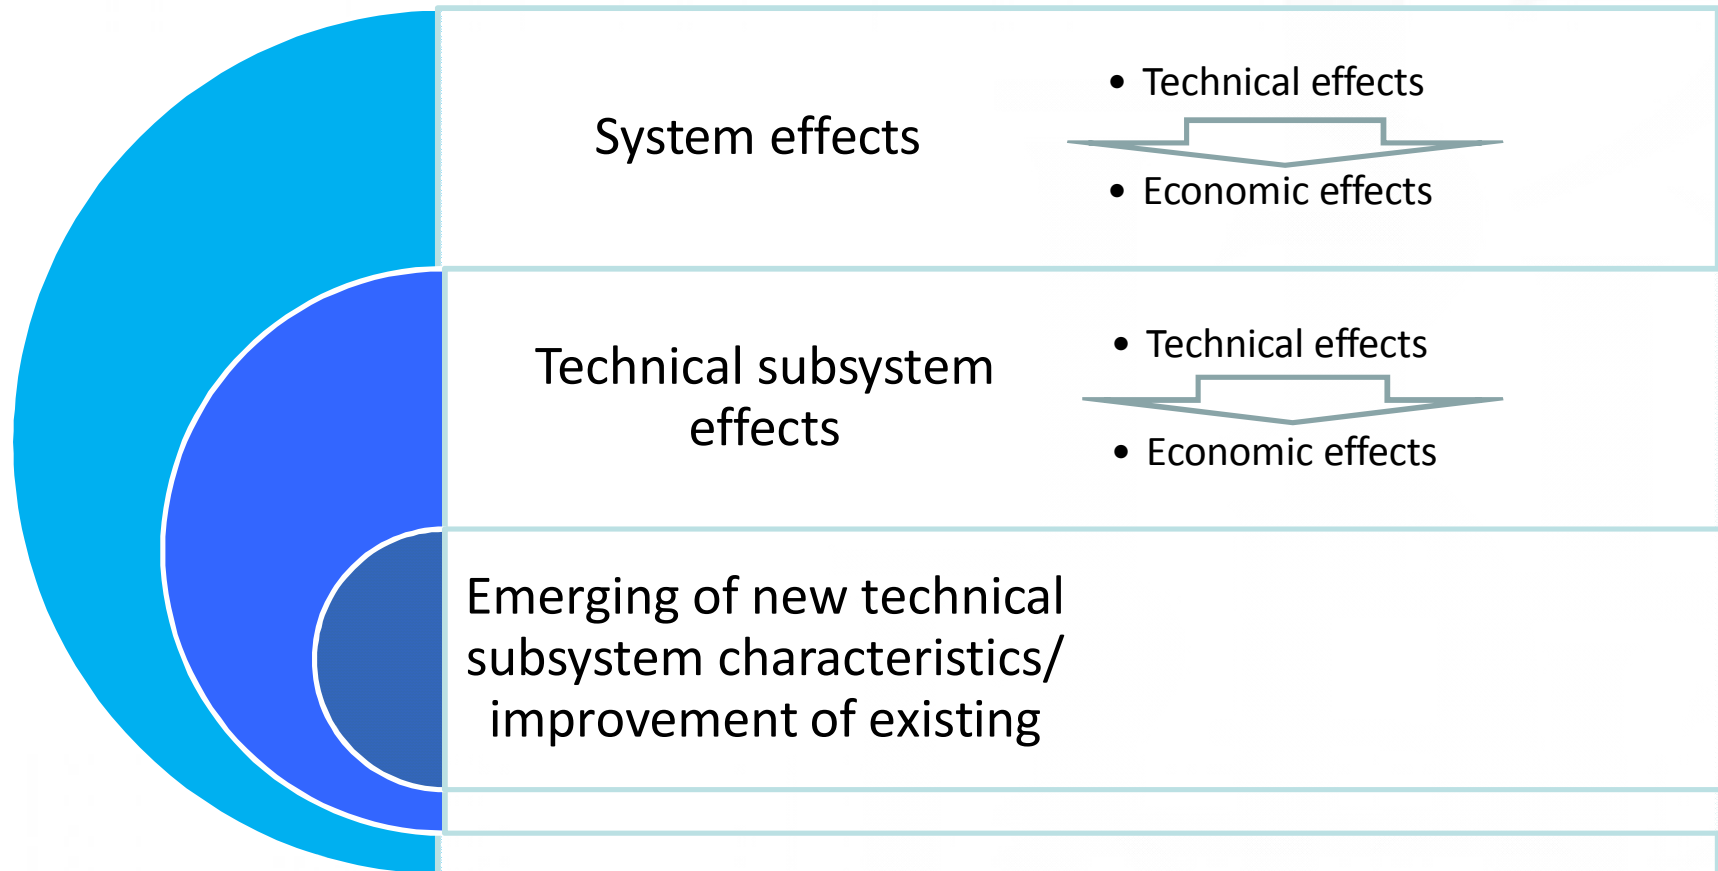 System effects
• Technical effects
• Economic effects
Technical subsystem
effects
• Technical effects
• Economic effects
Emerging of new technical
subsystem characteristics/
improvement of existing